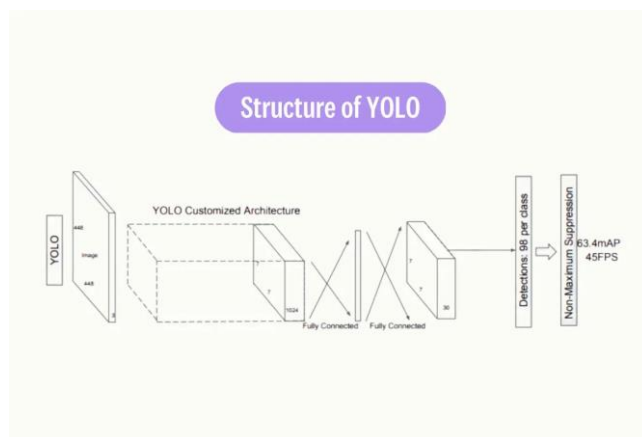 Structure of YOLO
YOLO Customized Architecture
YOLO
448
Image
448
3
7
7
1024
Fully Connected
Fully Connected
7
7
30
Detections: 98 per class
Non-Maximum Suppression
63.4mAP
45FPS